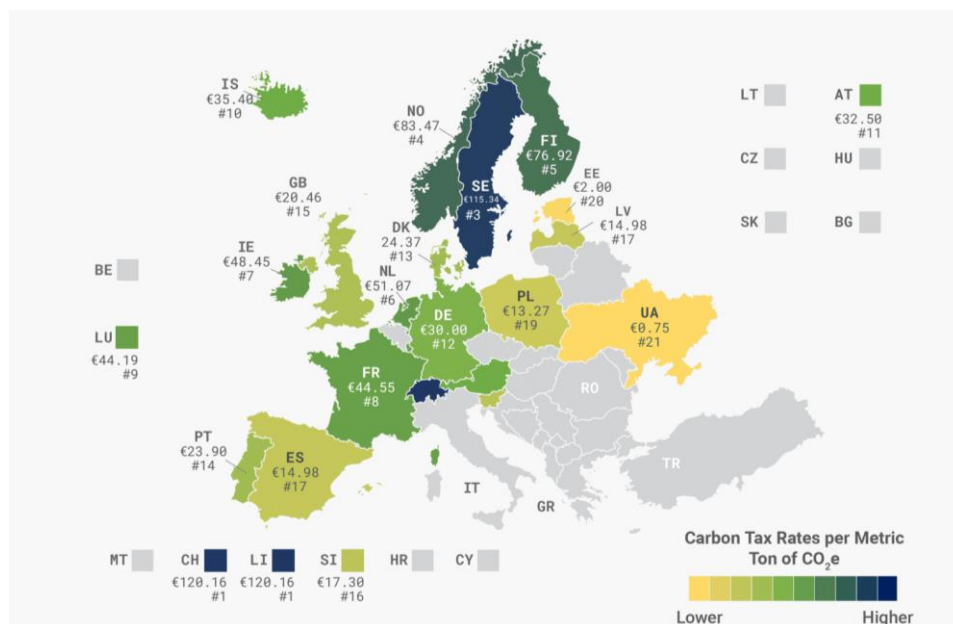 IS
€35.40
#10
NO
€83.47
#4
FI
€76.92
#5
SE
€115.34
#3
EE
€2.00
#20
LV
€14.98
#17
LT
AT
€32.50
#11
CZ
HU
SK
BG
GB
€20.46
#15
IE
€48.45
#7
DK
24.37
#13
NL
€51.07
#6
BE
LU
€44.19
#9
DE
€30.00
#12
PL
€13.27
#19
UA
€0.75
#21
FR
€44.55
#8
RO
PT
€23.90
#14
ES
€14.98
#17
IT
GR
TR
MT
CH
€120.16
#1
LI
€120.16
#1
SI
€17.30
#16
HR
CY
Carbon Tax Rates per Metric
Ton of CO₂e
Lower
Higher